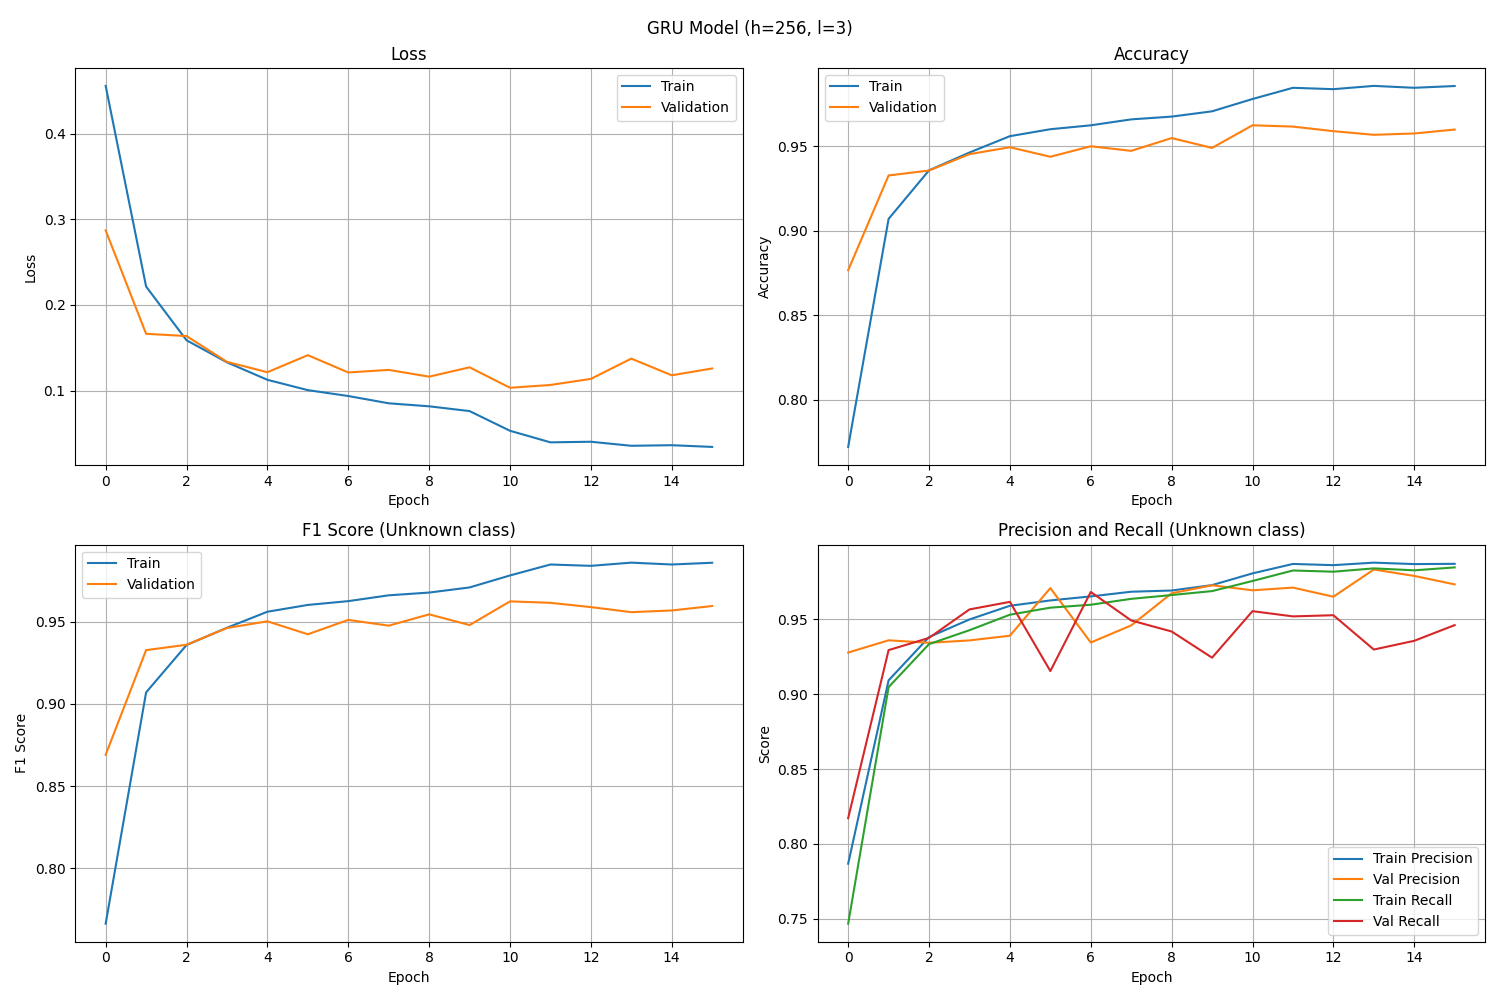 GRU Model (h=256, l=3)
Loss
Train
Validation
0.4
0.3
0.2
0.1
Loss
0 2 4 6 8 10 12 14
Epoch
Accuracy
Train
Validation
0.95
0.90
0.85
0.80
Accuracy
0 2 4 6 8 10 12 14
Epoch
F1 Score (Unknown class)
Train
Validation
0.95
0.90
0.85
0.80
F1 Score
0 2 4 6 8 10 12 14
Epoch
Precision and Recall (Unknown class)
0.95
0.90
0.85
0.80
0.75
Score
Train Precision
Val Precision
Train Recall
Val Recall
0 2 4 6 8 10 12 14
Epoch